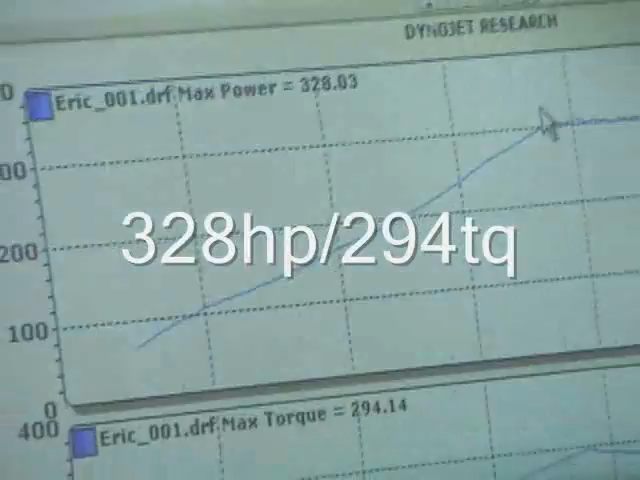 DYNOJET RESEARCH
Eric_001.drf Max Power = 328.03
200
100
0
328hp/294tq
400
Eric_001.drf Max Torque = 294.14